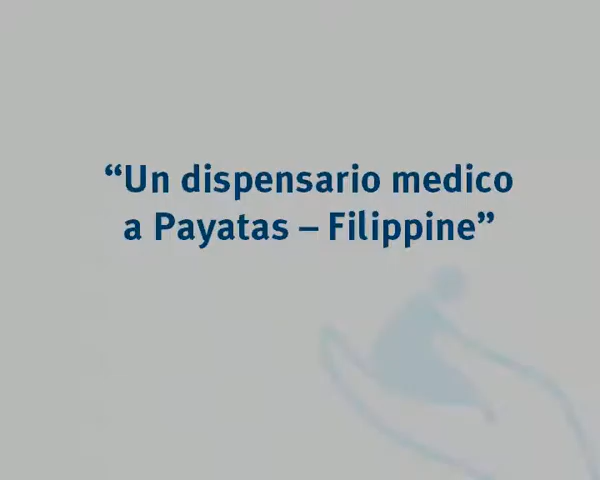 “Un dispensario medico
a Payatas – Filippine”